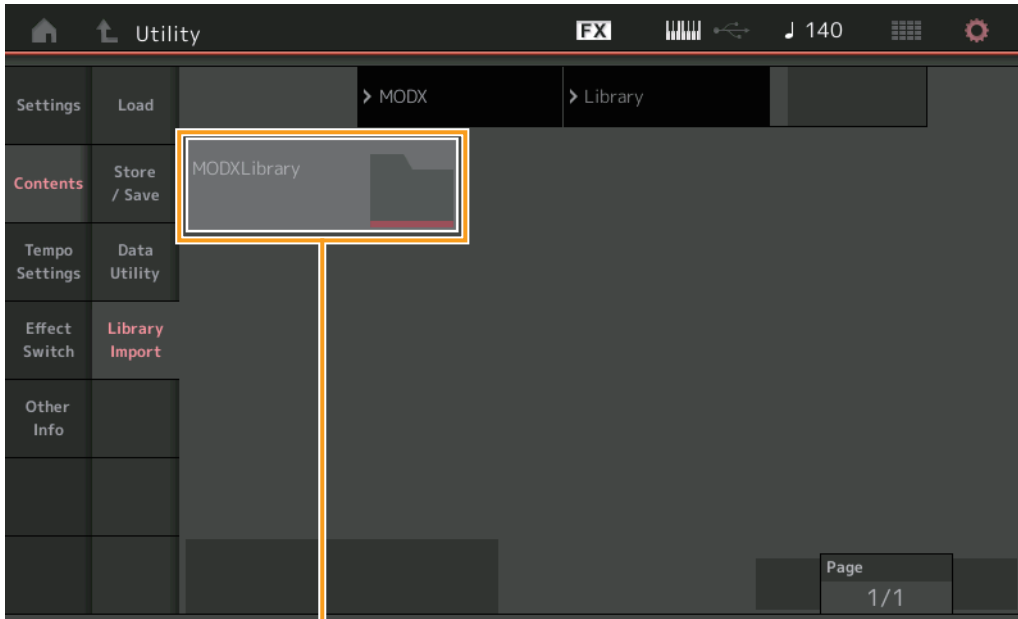 Utility
FX
♩ 140
Settings
Load
> MODX
> Library
Contents
Store
/ Save
MODXLibrary
Tempo
Settings
Data
Utility
Effect
Switch
Library
Import
Other
Info
Page
1/1